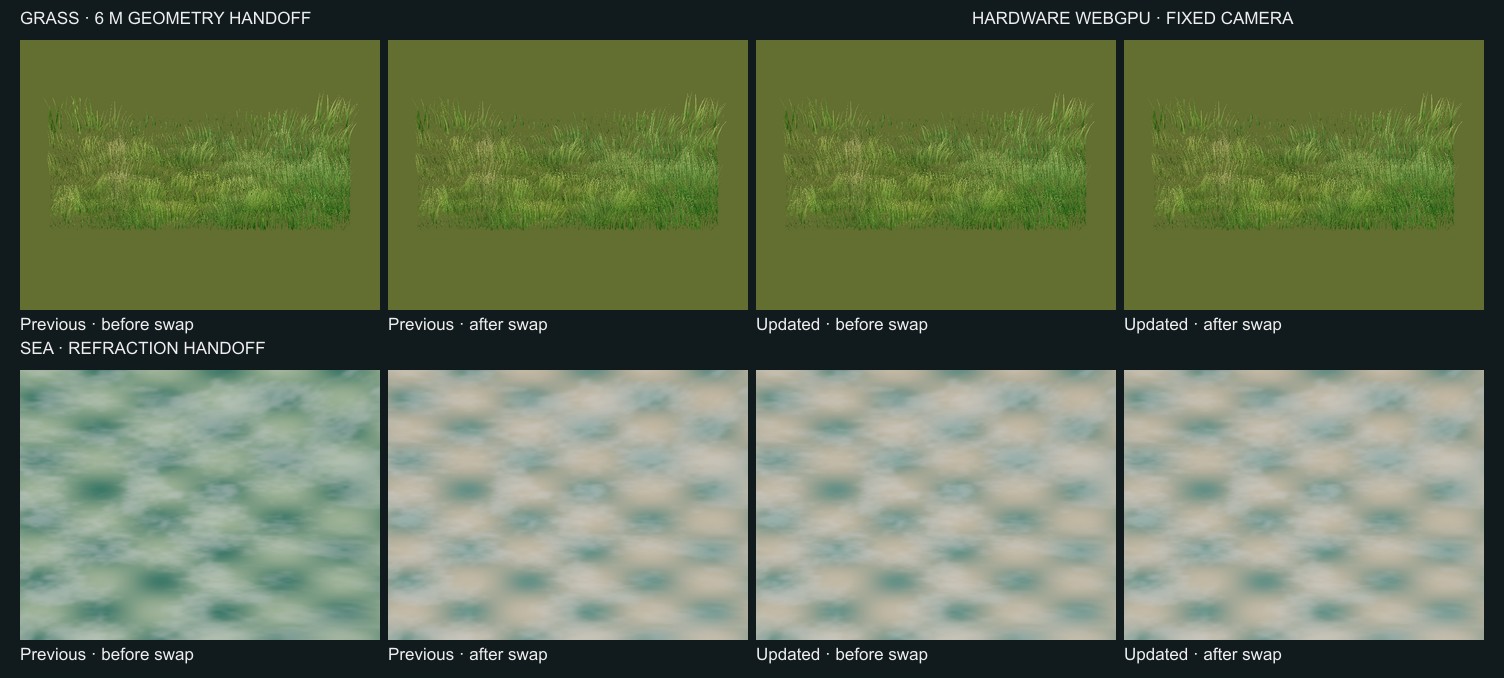 GRASS · 6 M GEOMETRY HANDOFF
HARDWARE WEBGPU · FIXED CAMERA
Previous · before swap
Previous · after swap
Updated · before swap
Updated · after swap
SEA · REFRACTION HANDOFF
Previous · before swap
Previous · after swap
Updated · before swap
Updated · after swap